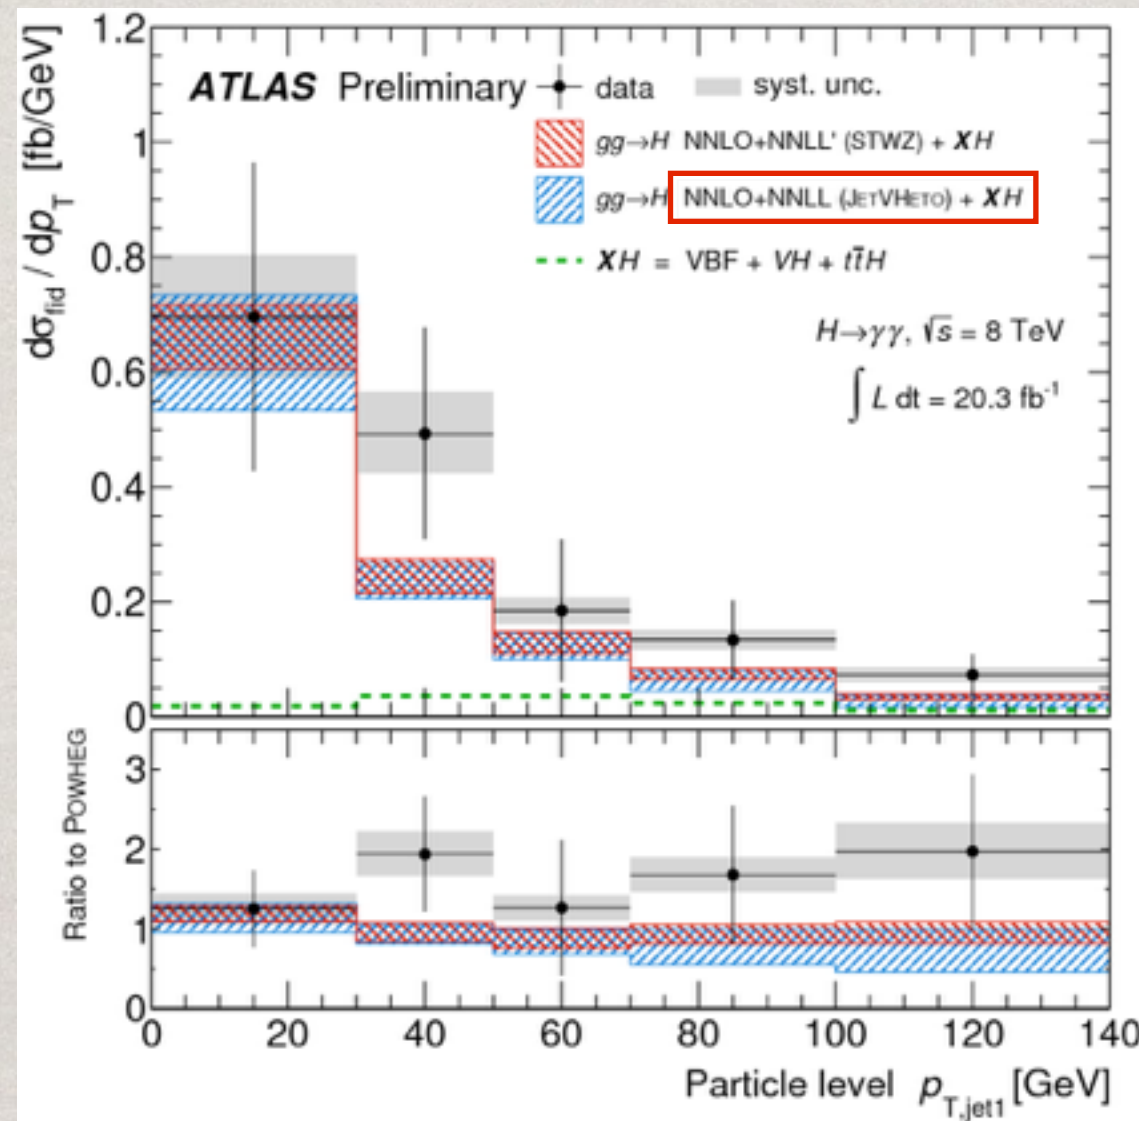 ATLAS Preliminary data syst. unc.
gg→H NNLO+NNLL' (STWZ) + XH
gg→H NNLO+NNLL (JETVHETO) + XH
XH = VBF + VH + tt̄H
H→γγ, √s = 8 TeV
∫ L dt = 20.3 fb⁻¹
dσ_fid / dp_T [fb/GeV]
1.2
1
0.8
0.6
0.4
0.2
0
Ratio to POWHEG
3
2
1
0
0 20 40 60 80 100 120 140
Particle level p_T,jet1 [GeV]